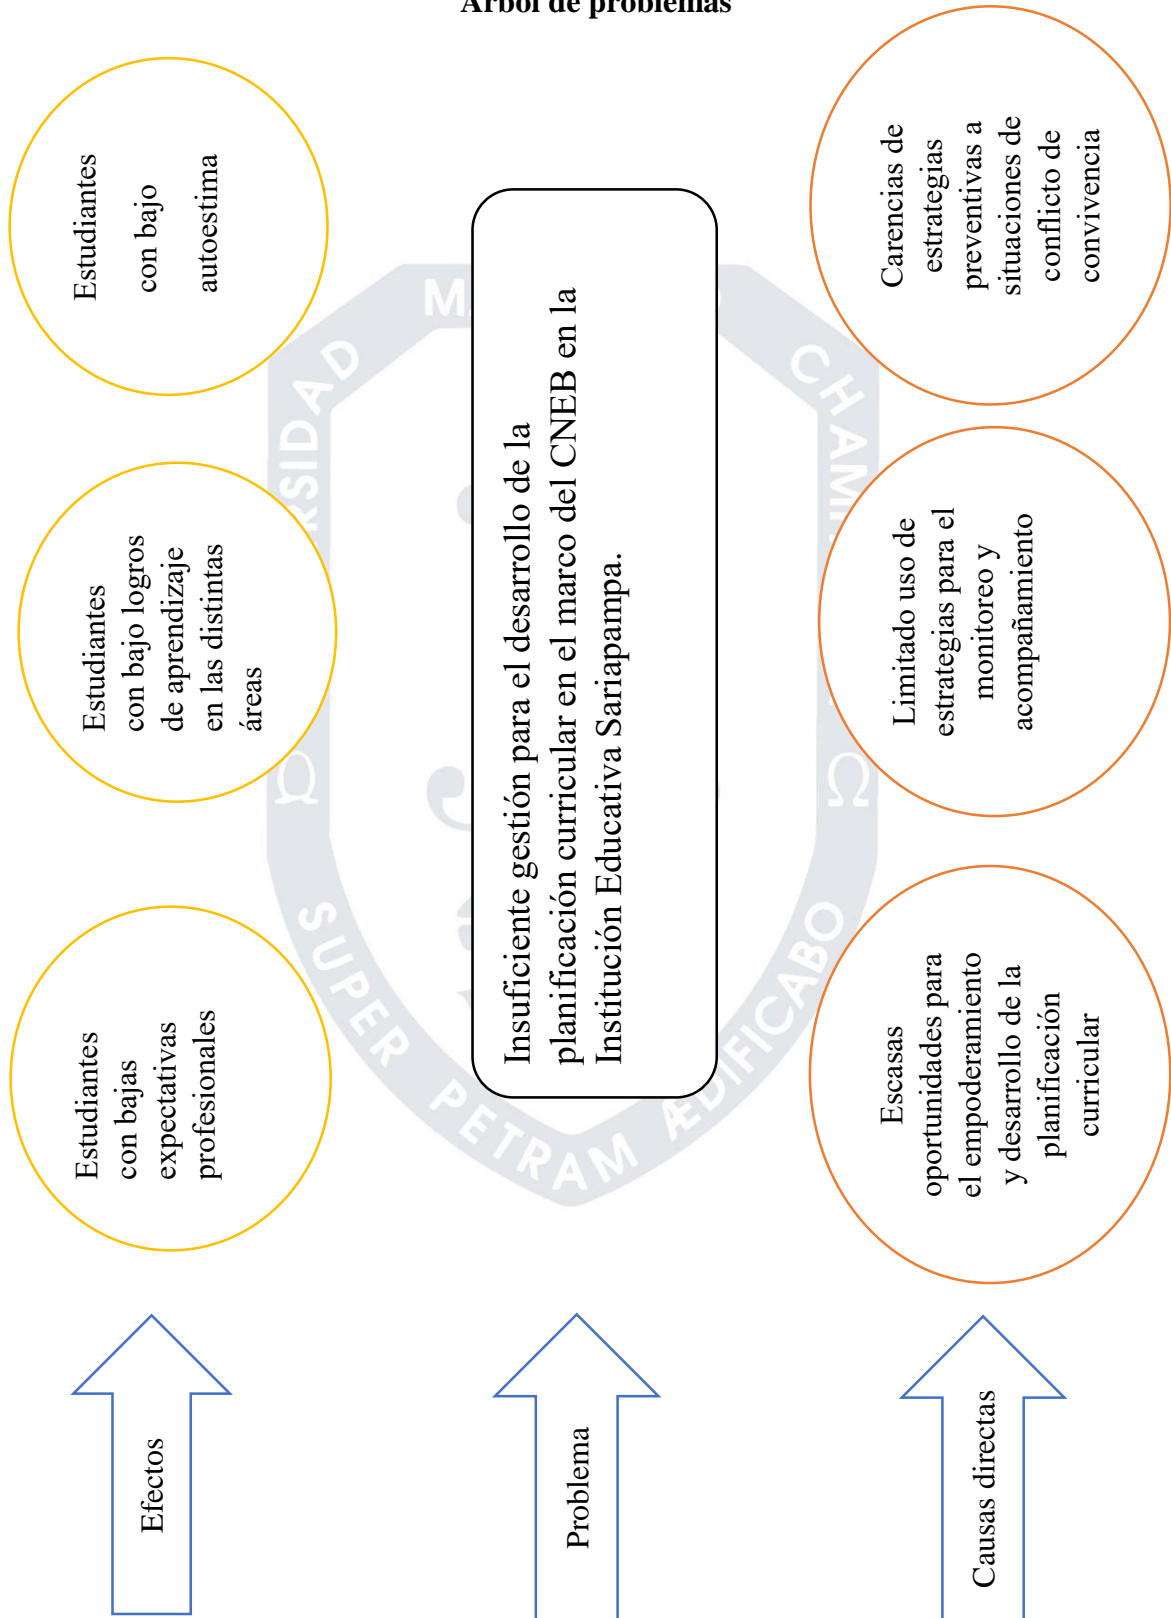 Árbol de problemas
Efectos
Estudiantes
con bajas
expectativas
profesionales
Estudiantes
con bajo logros
de aprendizaje
en las distintas
áreas
Estudiantes
con bajo
autoestima
Problema
Insuficiente gestión para el desarrollo de la
planificación curricular en el marco del CNEB en la
Institución Educativa Sariapampa.
Causas directas
Escasas
oportunidades para
el empoderamiento
y desarrollo de la
planificación
curricular
Limitado uso de
estrategias para el
monitoreo y
acompañamiento
Carencias de
estrategias
preventivas a
situaciones de
conflicto de
convivencia
SUPER PETRAM ÆDIFICABO